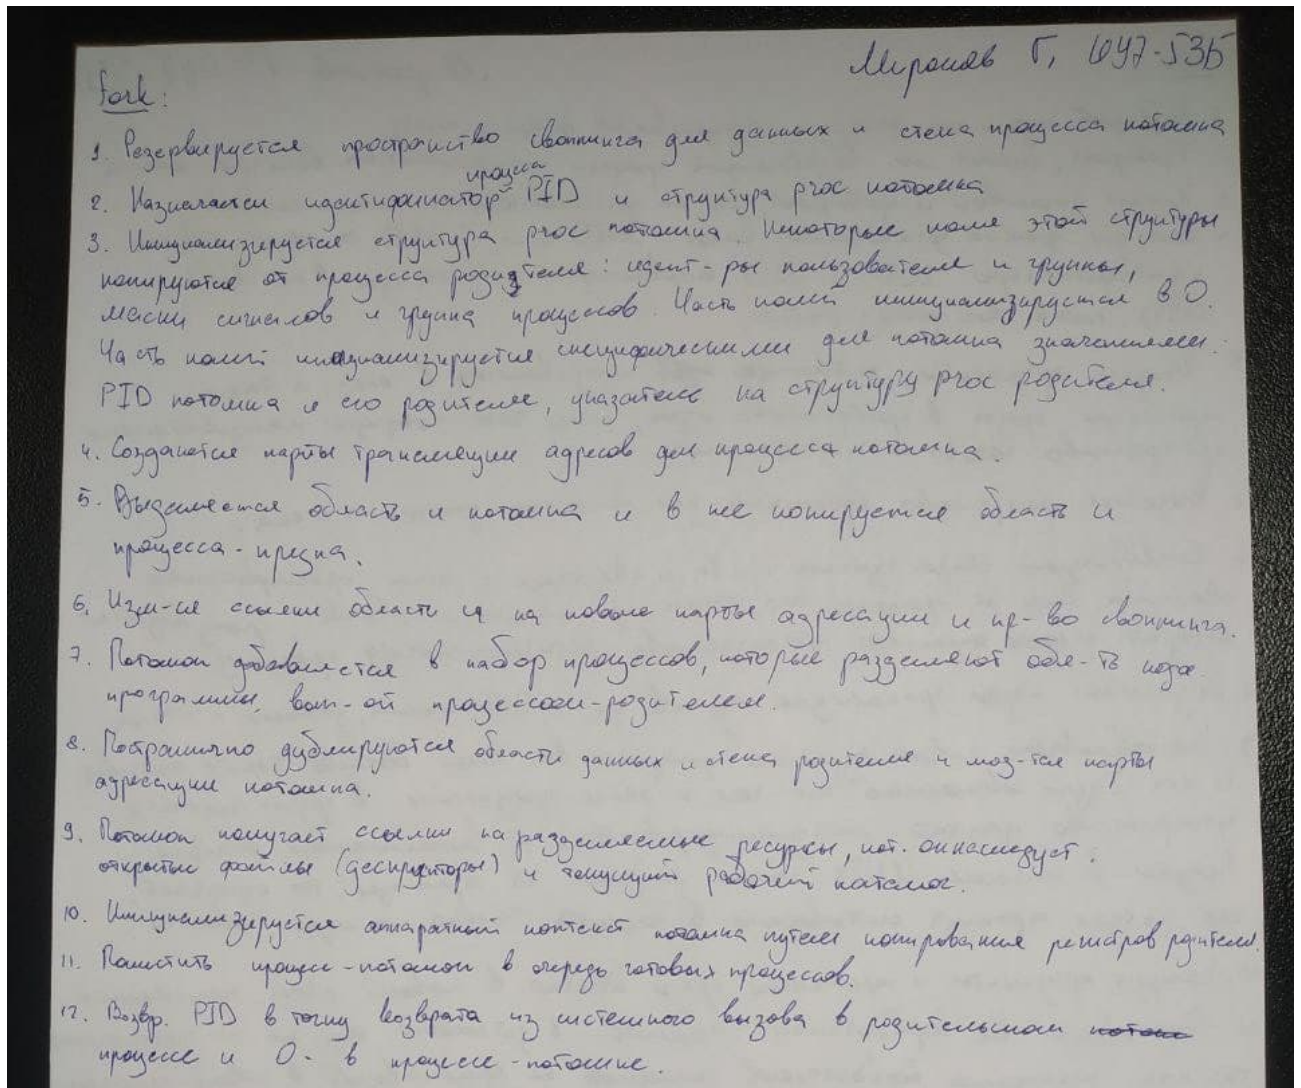 Миронов Г, ИУ7-53Б
fork:
1. Резервируется пространство свопинга для данных и стека процесса потомка
процесса
2. Назначается идентификатор PID и структура proc потомка
3. Инициализируется структура proc потомка. Некоторые поля этой структуры
копируются от процесса родителя: идент-ры пользователя и группы,
маски сигналов и группа процессов. Часть полей инициализируется в 0.
Часть полей инициализируется специфическими для потомка значениями:
PID потомка и его родителя, указатель на структуру proc родителя.
4. Создаются карты трансляции адресов для процесса потомка.
5. Выделяется область u потомка и в нее копируется область u
процесса-предка.
6. Изм-ся ссылки области u на новые карты адресации и пр-во свопинга.
7. Потомок добавляется в набор процессов, которые разделяют обл-ть кода
программы, вып-ой процессом-родителем.
8. Постранично дублируются области данных и стека родителя и мод-тся карты
адресации потомка.
9. Потомок получает ссылки на разделяемые ресурсы, кот. он наследует.
открытые файлы (дескрипторы) и текущий рабочий каталог.
10. Инициализируется аппаратный контекст потомка путем копирования регистров родителя.
11. Поместить процесс-потомок в очередь готовых процессов.
12. Возвр. PID в точку возврата из системного вызова в родительском
процессе и 0 - в процессе-потомке.